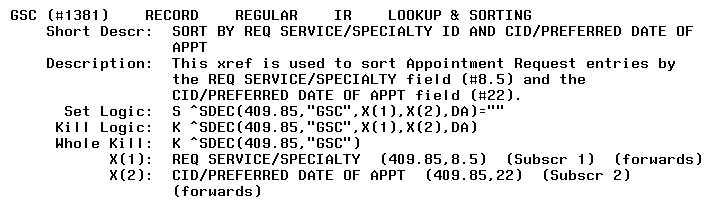 GSC (#1381)    RECORD    REGULAR    IR    LOOKUP & SORTING
Short Descr:  SORT BY REQ SERVICE/SPECIALTY ID AND CID/PREFERRED DATE OF
APPT
Description:  This xref is used to sort Appointment Request entries by
the REQ SERVICE/SPECIALTY field (#8.5) and the
CID/PREFERRED DATE OF APPT field (#22).
Set Logic:  S ^SDEC(409.85,"GSC",X(1),X(2),DA)=""
Kill Logic:  K ^SDEC(409.85,"GSC",X(1),X(2),DA)
Whole Kill:  K ^SDEC(409.85,"GSC")
X(1):  REQ SERVICE/SPECIALTY  (409.85,8.5)  (Subscr 1)  (forwards)
X(2):  CID/PREFERRED DATE OF APPT  (409.85,22)  (Subscr 2)
(forwards)